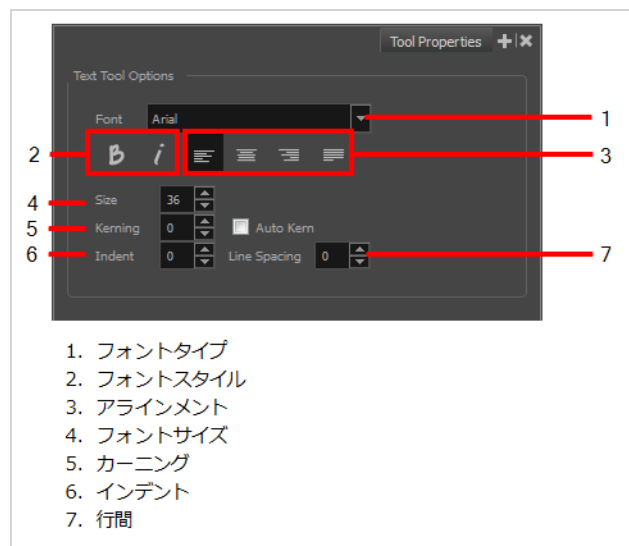 Tool Properties
Text Tool Options
Font Arial
1
2
B i
3
4
Size 36
5
Kerning 0 Auto Kern
6
Indent 0 Line Spacing 0
7
1. フォントタイプ
2. フォントスタイル
3. アラインメント
4. フォントサイズ
5. カーニング
6. インデント
7. 行間